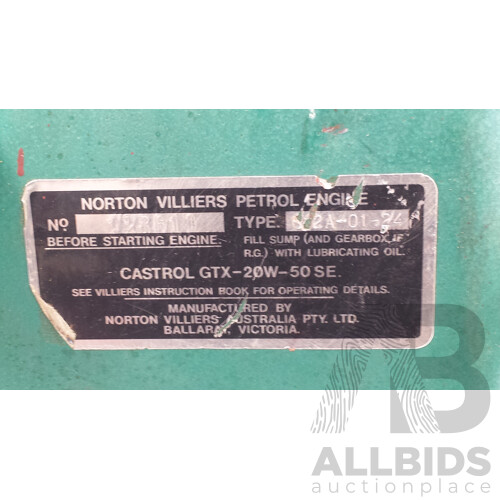 NORTON VILLIERS PETROL ENGINE
No TYPE.
BEFORE STARTING ENGINE. FILL SUMP (AND GEARBOX, IF
R.G.) WITH LUBRICATING OIL.
CASTROL GTX-20W-50 SE.
SEE VILLIERS INSTRUCTION BOOK FOR OPERATING DETAILS.
MANUFACTURED BY
NORTON VILLIERS AUSTRALIA PTY. LTD.
BALLARAT, VICTORIA.
AB
ALLBIDS
auctionplace